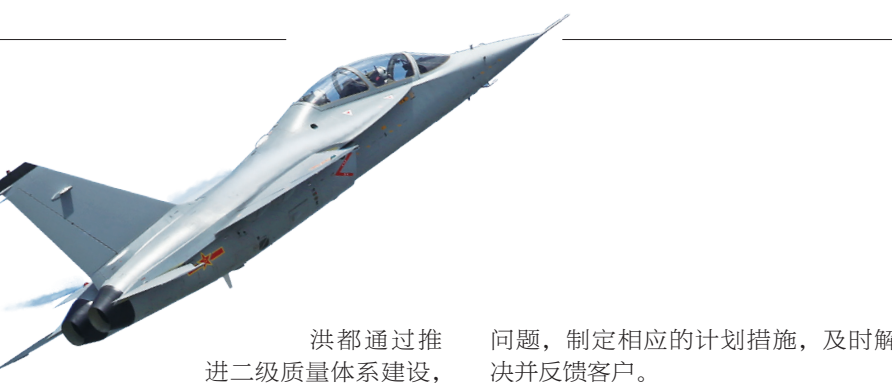 洪都通过推
进二级质量体系建设，
问题，制定相应的计划措施，及时解
决并反馈客户。